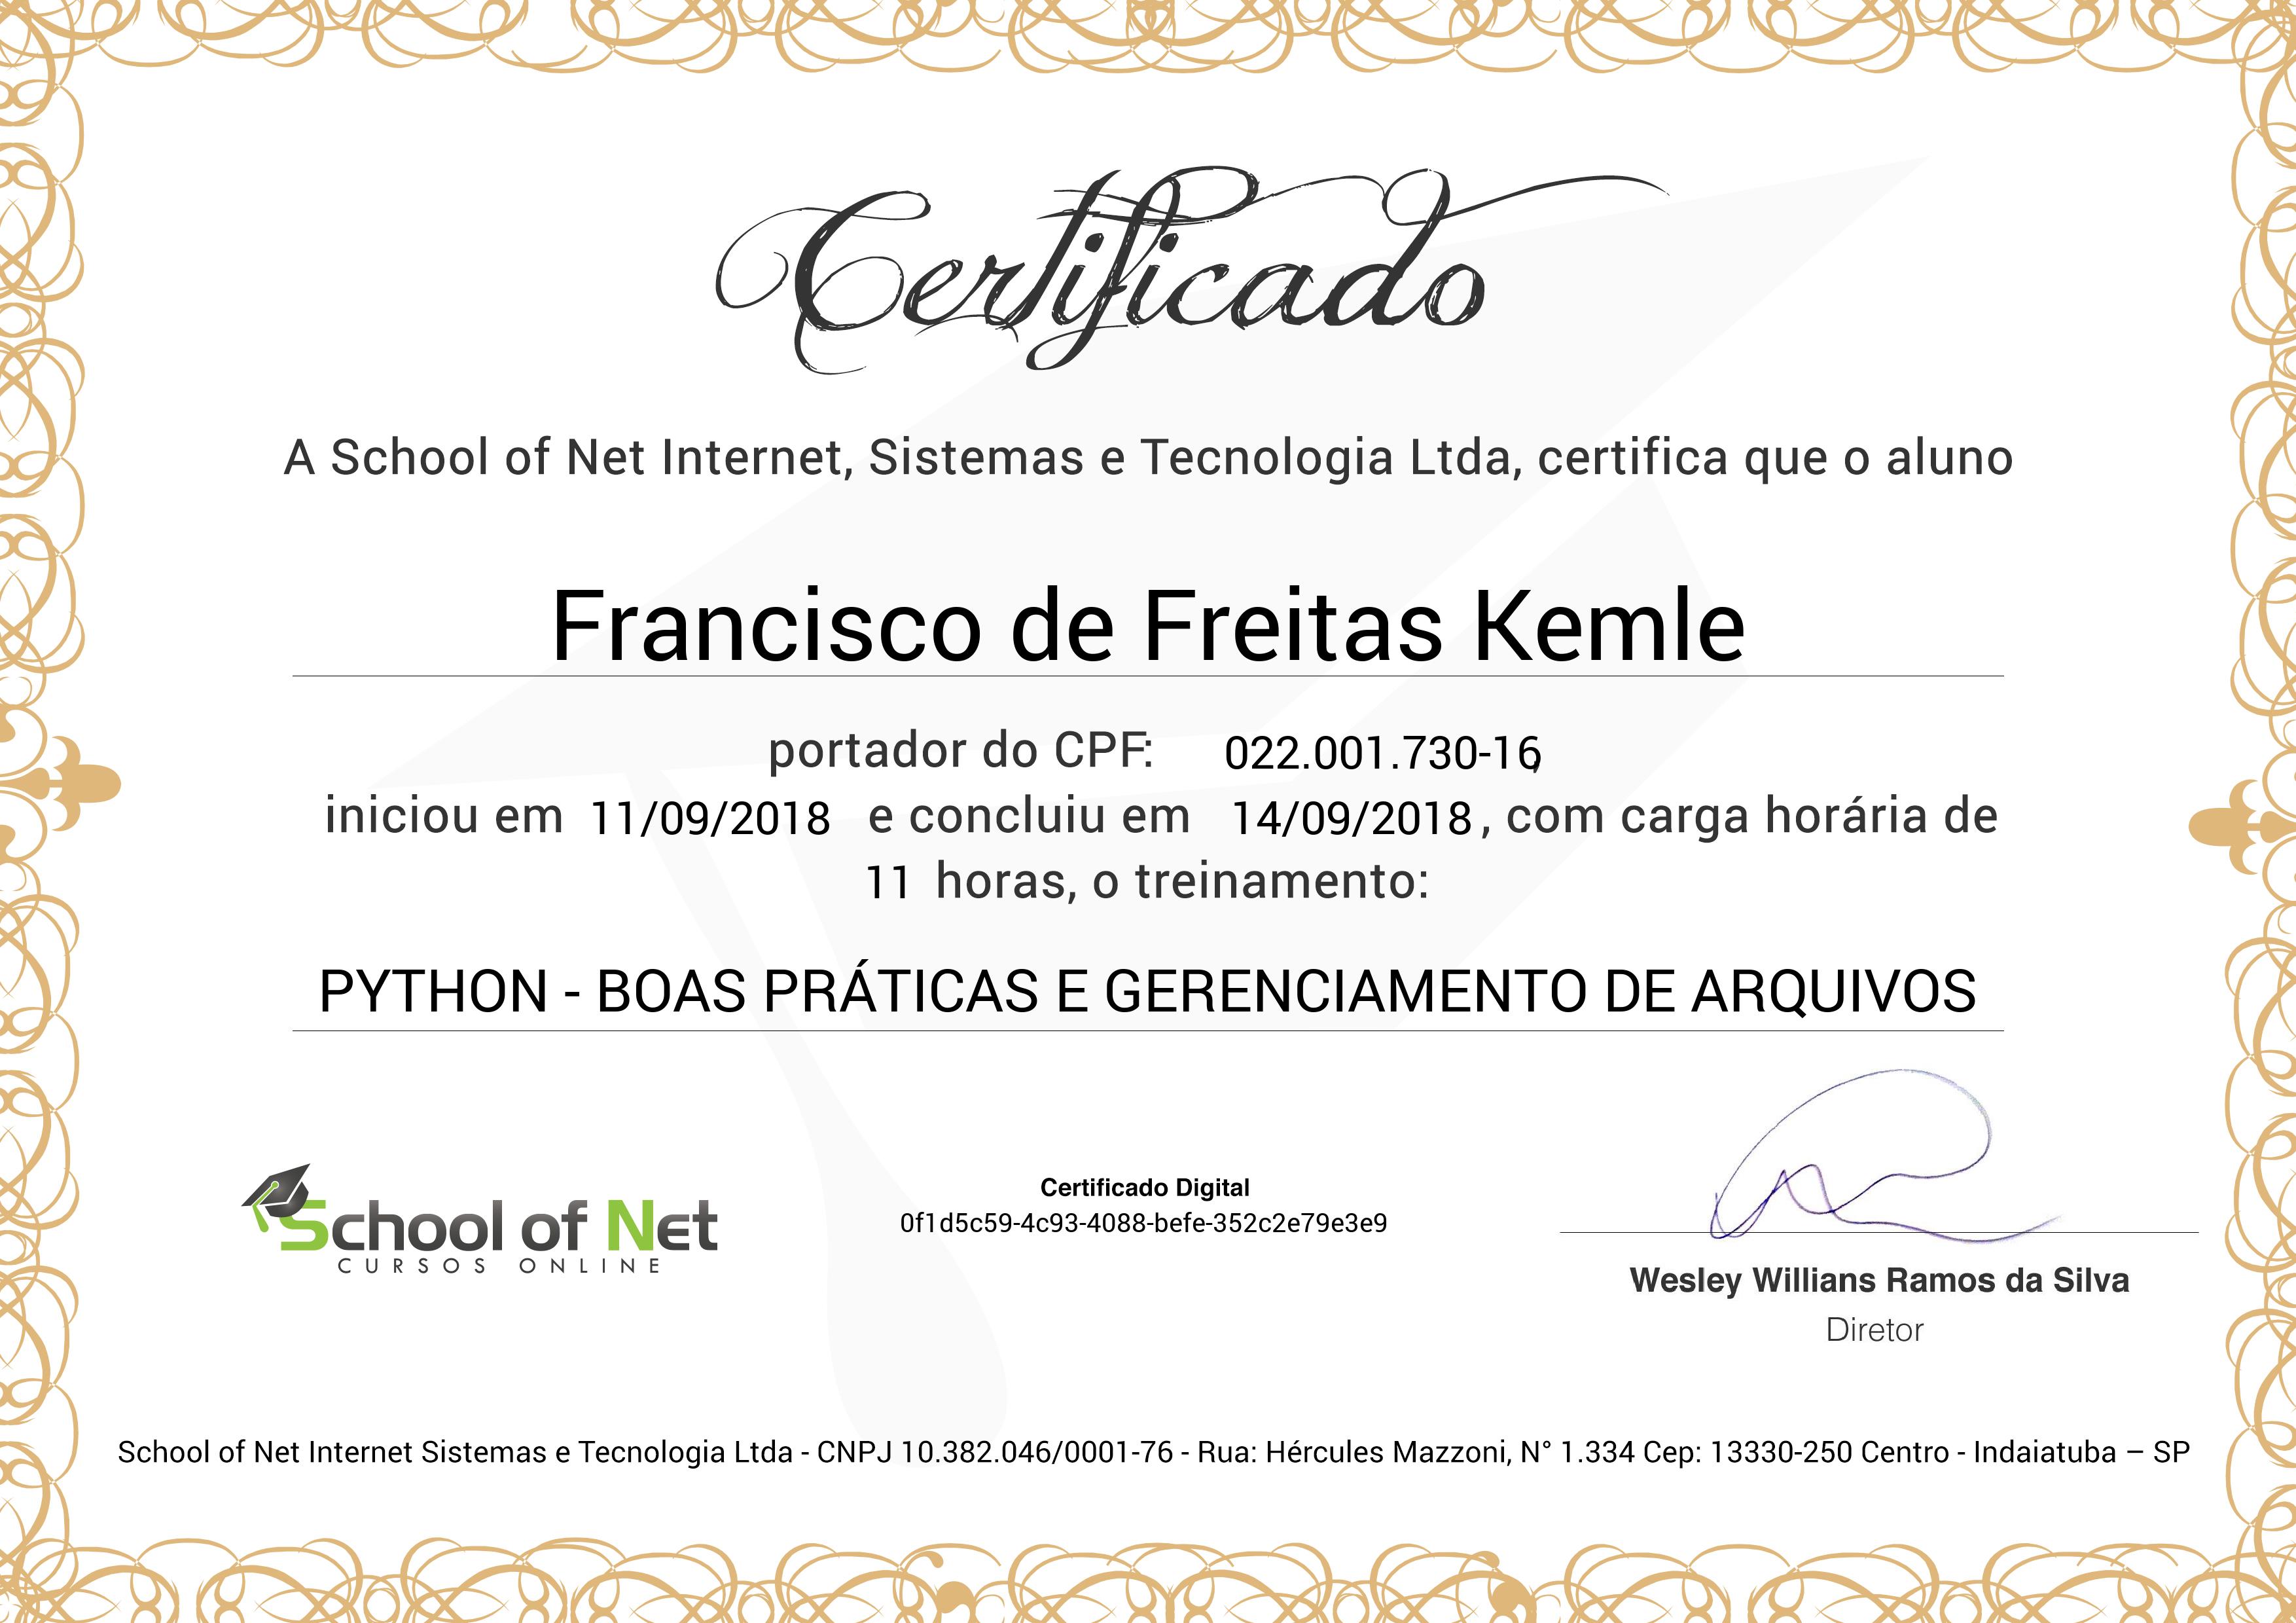 Certificado
A School of Net Internet, Sistemas e Tecnologia Ltda, certifica que o aluno
Francisco de Freitas Kemle
portador do CPF: 022.001.730-16,
iniciou em 11/09/2018 e concluiu em 14/09/2018, com carga horária de
11 horas, o treinamento:
PYTHON - BOAS PRÁTICAS E GERENCIAMENTO DE ARQUIVOS
School of Net
CURSOS ONLINE
Certificado Digital
0f1d5c59-4c93-4088-befe-352c2e79e3e9
Wesley Willians Ramos da Silva
Diretor
School of Net Internet Sistemas e Tecnologia Ltda - CNPJ 10.382.046/0001-76 - Rua: Hércules Mazzoni, N° 1.334 Cep: 13330-250 Centro - Indaiatuba – SP